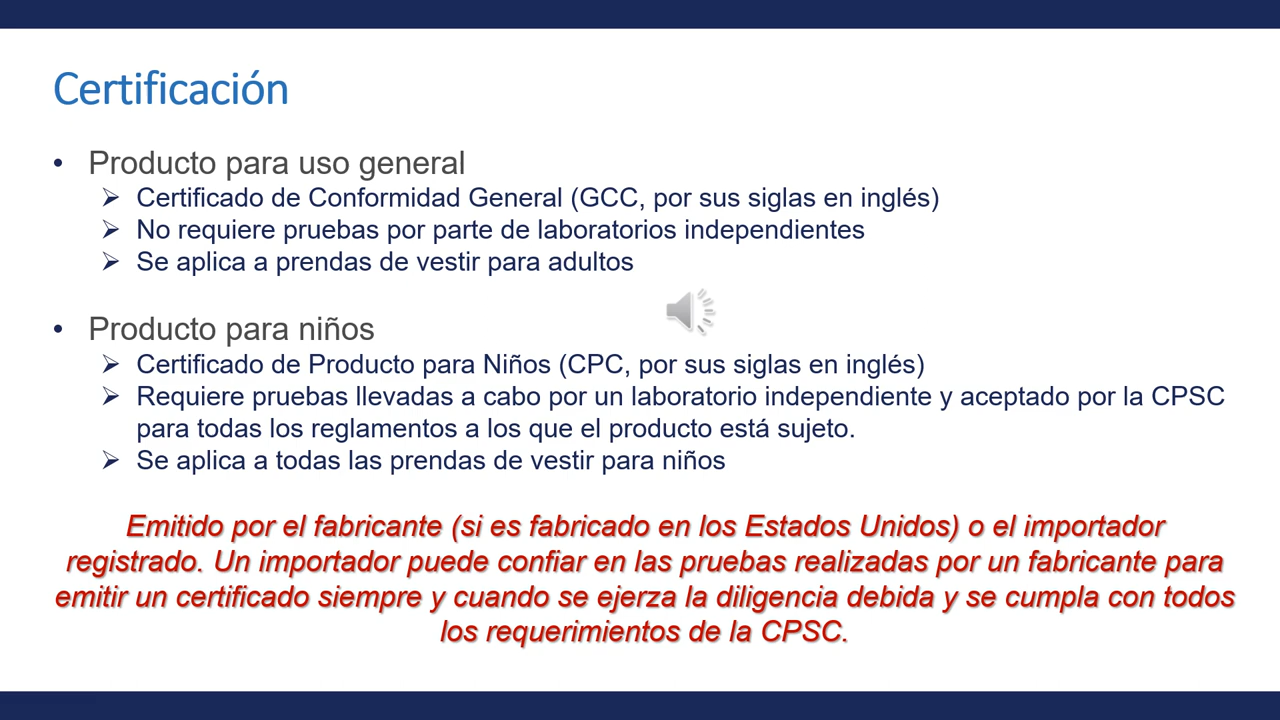 Certificación
• Producto para uso general
➢ Certificado de Conformidad General (GCC, por sus siglas en inglés)
➢ No requiere pruebas por parte de laboratorios independientes
➢ Se aplica a prendas de vestir para adultos
• Producto para niños
➢ Certificado de Producto para Niños (CPC, por sus siglas en inglés)
➢ Requiere pruebas llevadas a cabo por un laboratorio independiente y aceptado por la CPSC
para todas los reglamentos a los que el producto está sujeto.
➢ Se aplica a todas las prendas de vestir para niños
Emitido por el fabricante (si es fabricado en los Estados Unidos) o el importador
registrado. Un importador puede confiar en las pruebas realizadas por un fabricante para
emitir un certificado siempre y cuando se ejerza la diligencia debida y se cumpla con todos
los requerimientos de la CPSC.